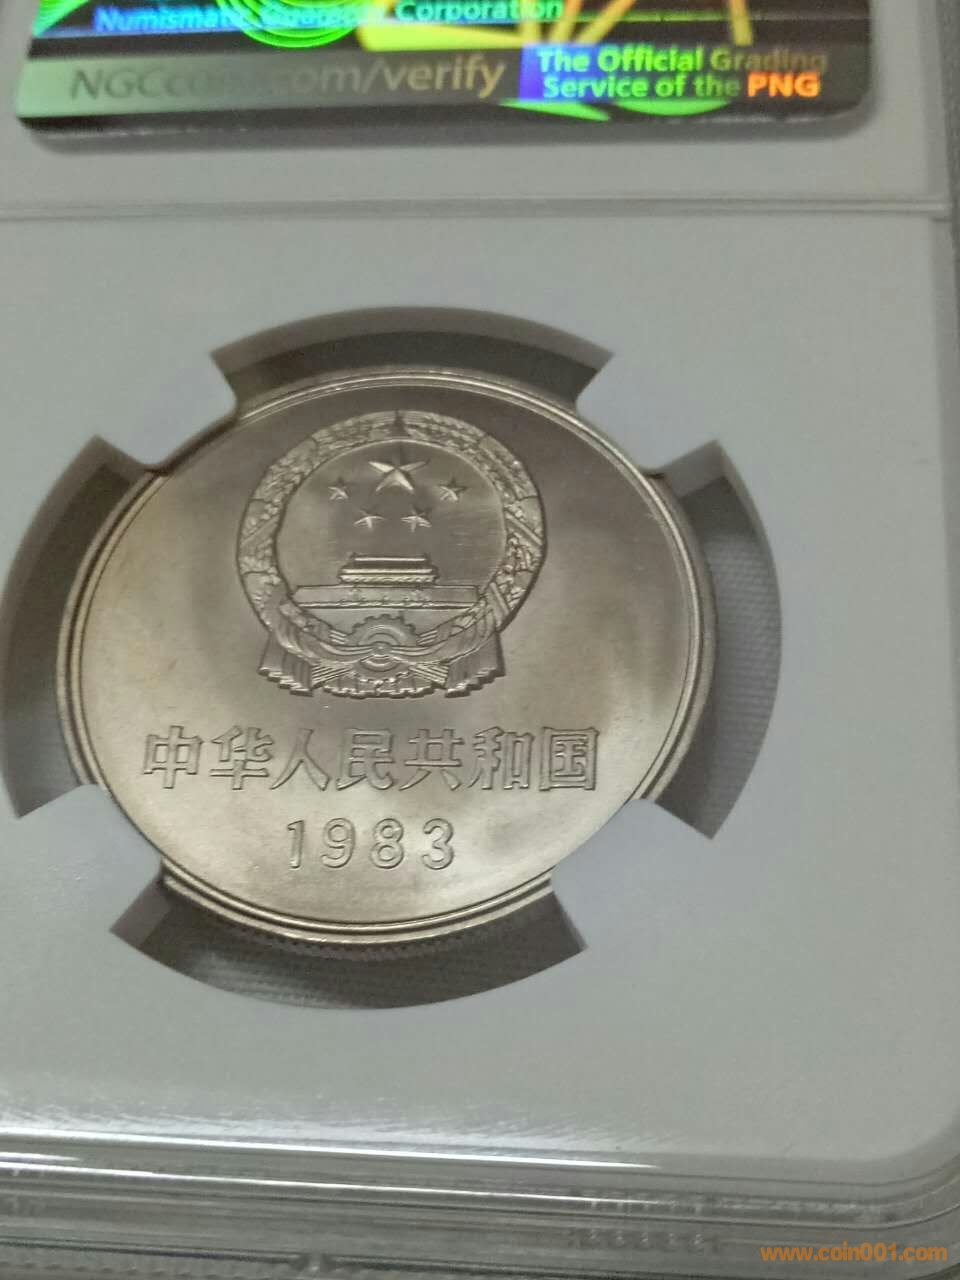 Numismatic Guaranty Corporation
The Official Grading
Service of the PNG
NGCcoin.com/verify
中华人民共和国
1983
www.coin001.com